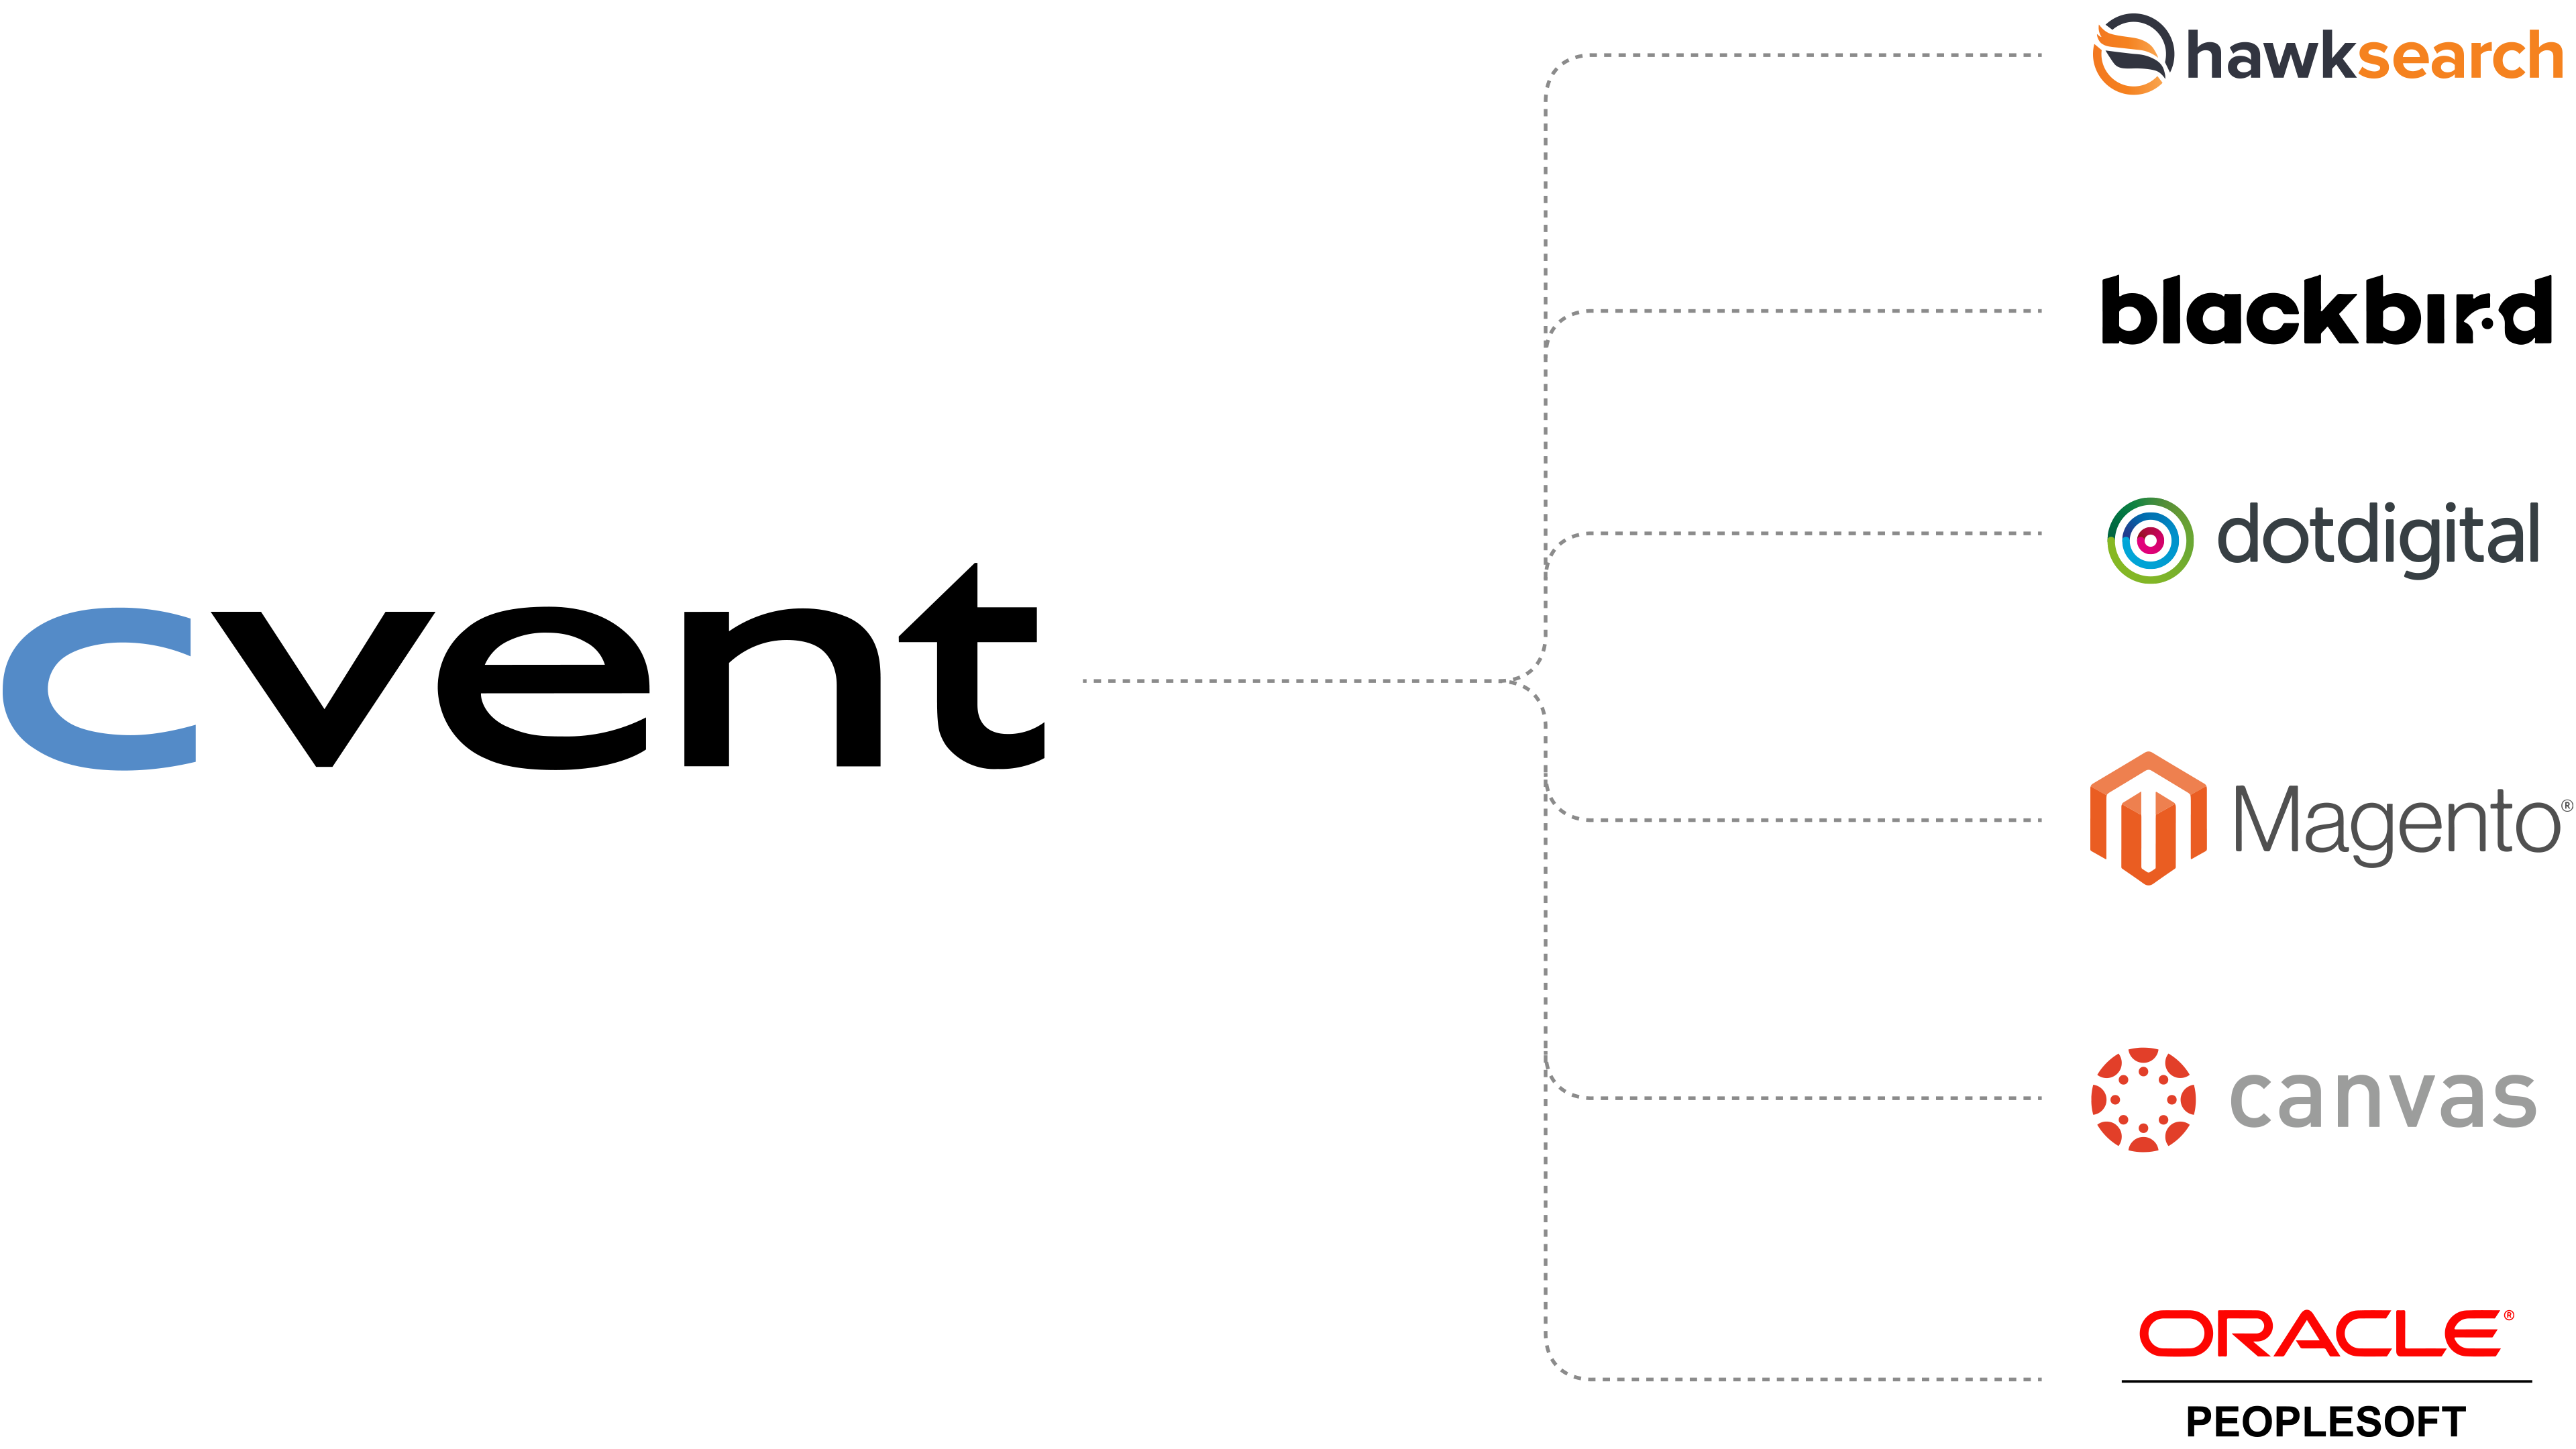 cvent
hawksearch
blackbird
dotdigital
Magento®
canvas
ORACLE®
PEOPLESOFT